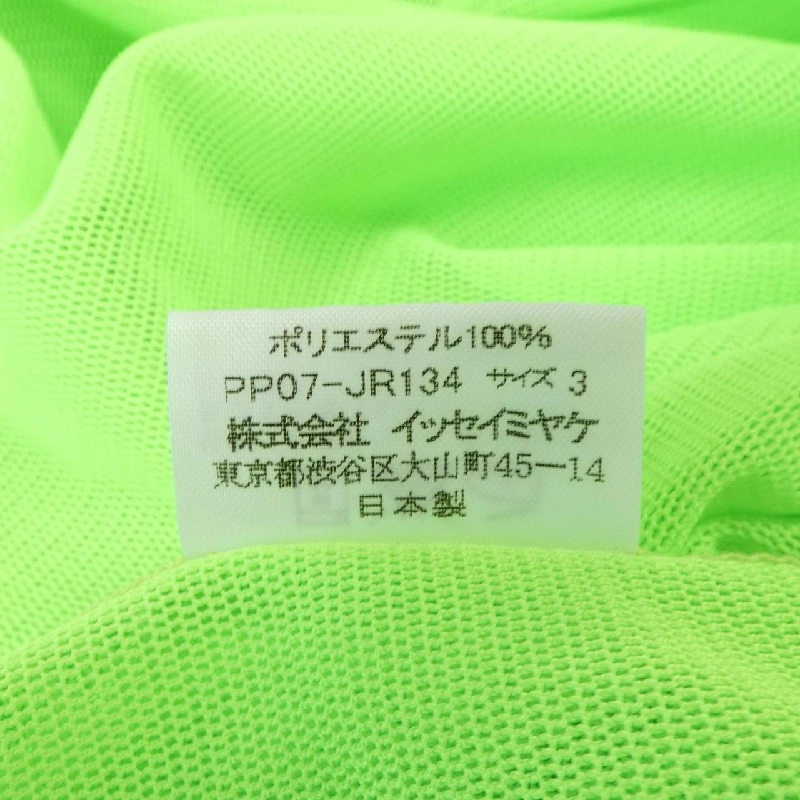 ポリエステル100%
PP07-JR134 サイズ 3
株式会社 イッセイミヤケ
東京都渋谷区大山町45ー14
日本製